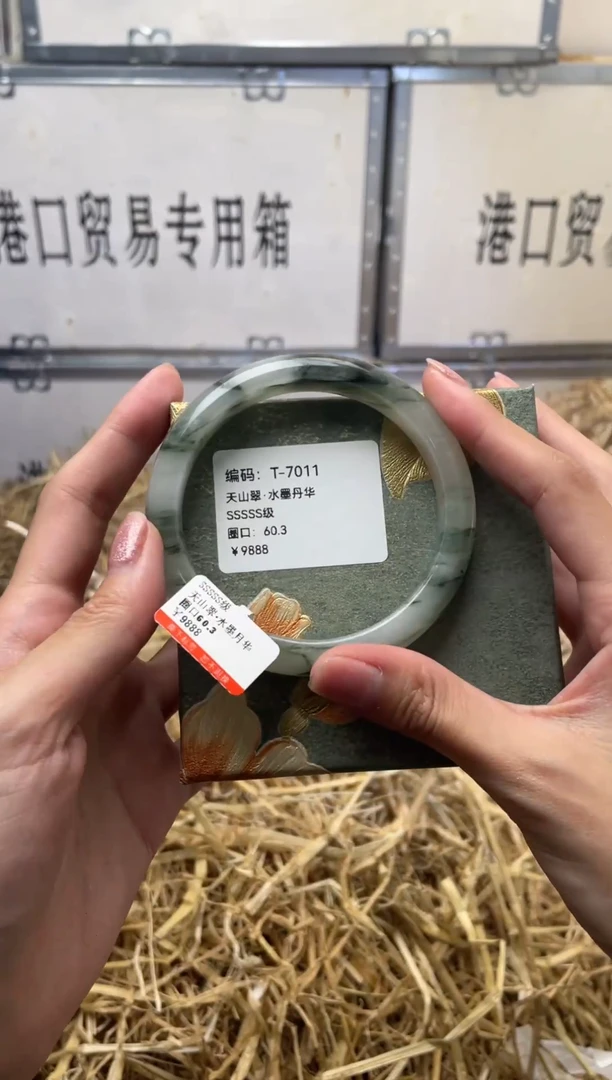 港口贸易专用箱
港口贸
港
编码：T-7011
天山翠·水墨丹华
SSSSS级
圈口：60.3
￥9888
SSSSS级
天山翠·水墨丹华
圈口60.3
￥9888